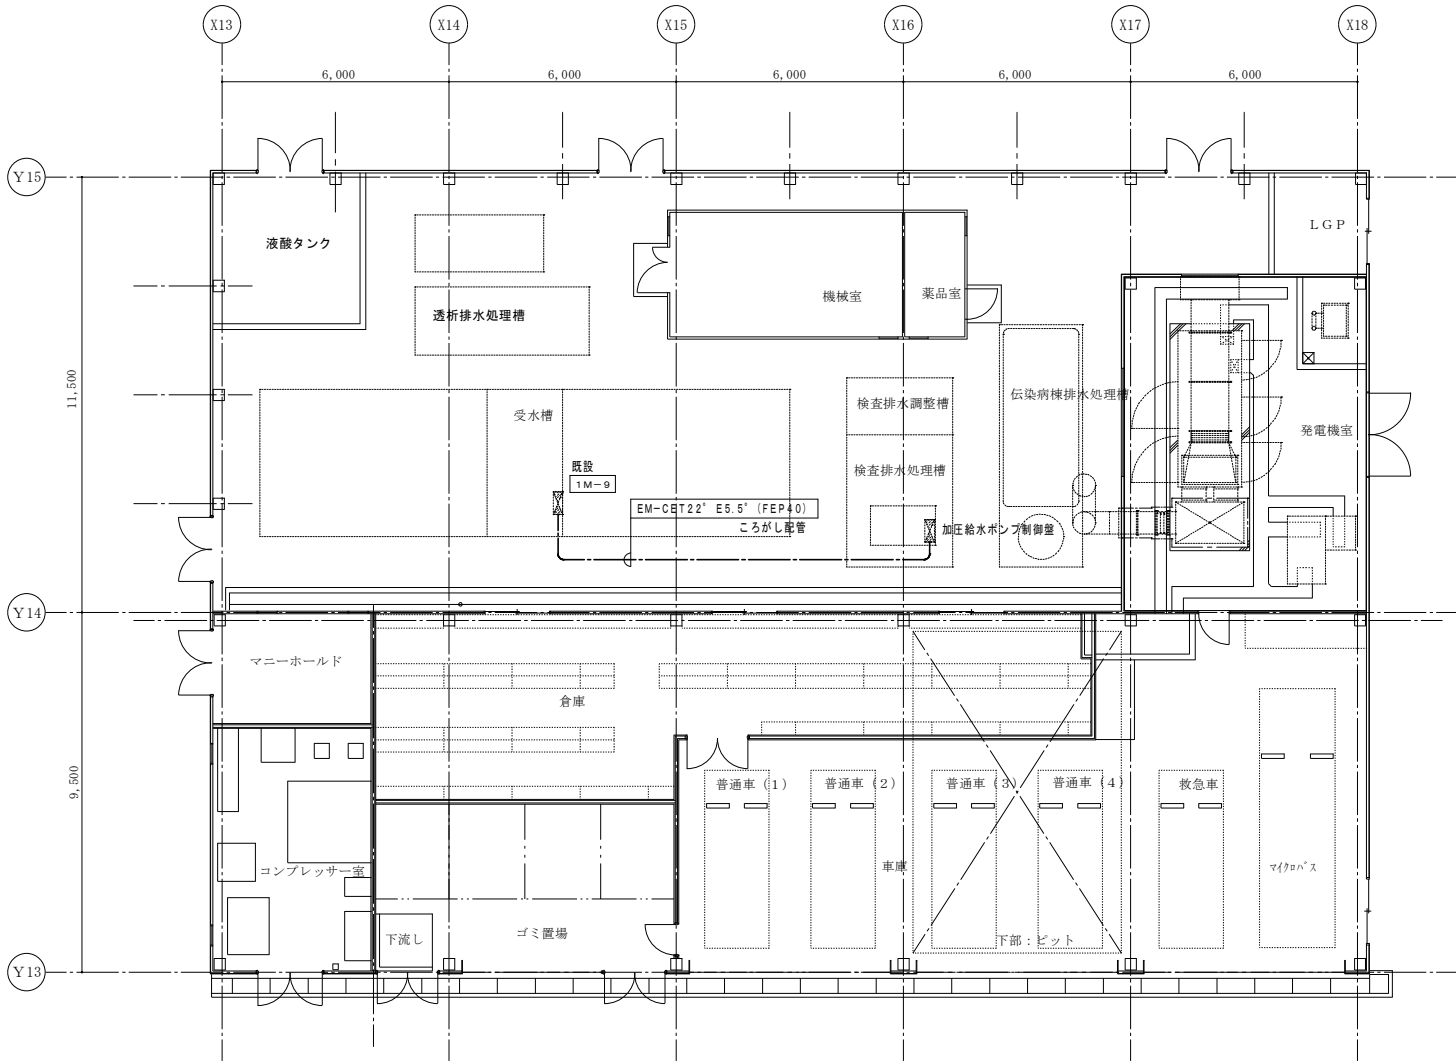 X13
X14
X15
X16
X17
X18
6,000
6,000
6,000
6,000
6,000
Y15
液酸タンク
LGP
機械室
薬品室
透析排水処理槽
11,500
受水槽
検査排水調整槽
伝染病棟排水処理槽
発電機室
検査排水処理槽
既設
1M-9
EM-CET22° E5.5° (FEP40)
ころがし配管
加圧給水ポンプ制御盤
Y14
マニーホールド
倉庫
9,500
普通車(1)
普通車(2)
普通車(3)
普通車(4)
救急車
コンプレッサー室
車庫
マイクロバス
下流し
ゴミ置場
下部：ピット
Y13